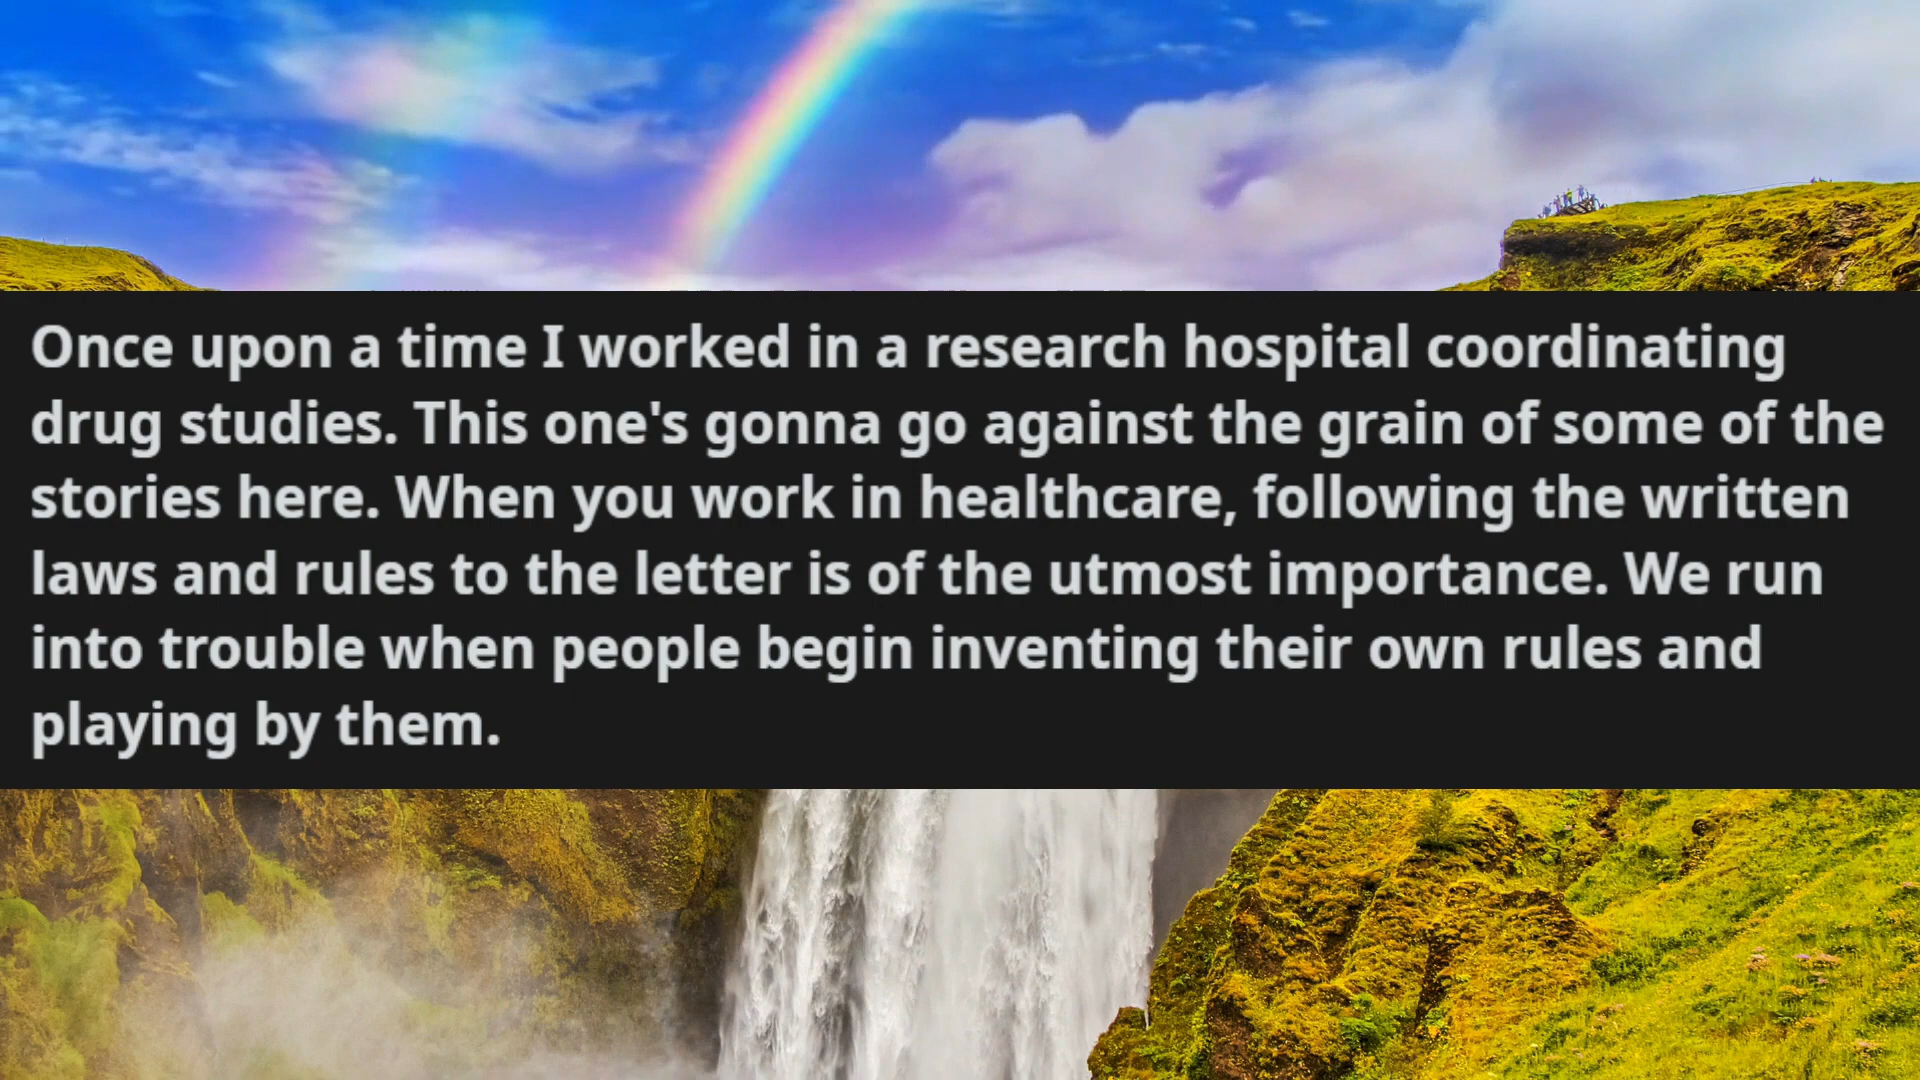 Once upon a time I worked in a research hospital coordinating
drug studies. This one's gonna go against the grain of some of the
stories here. When you work in healthcare, following the written
laws and rules to the letter is of the utmost importance. We run
into trouble when people begin inventing their own rules and
playing by them.